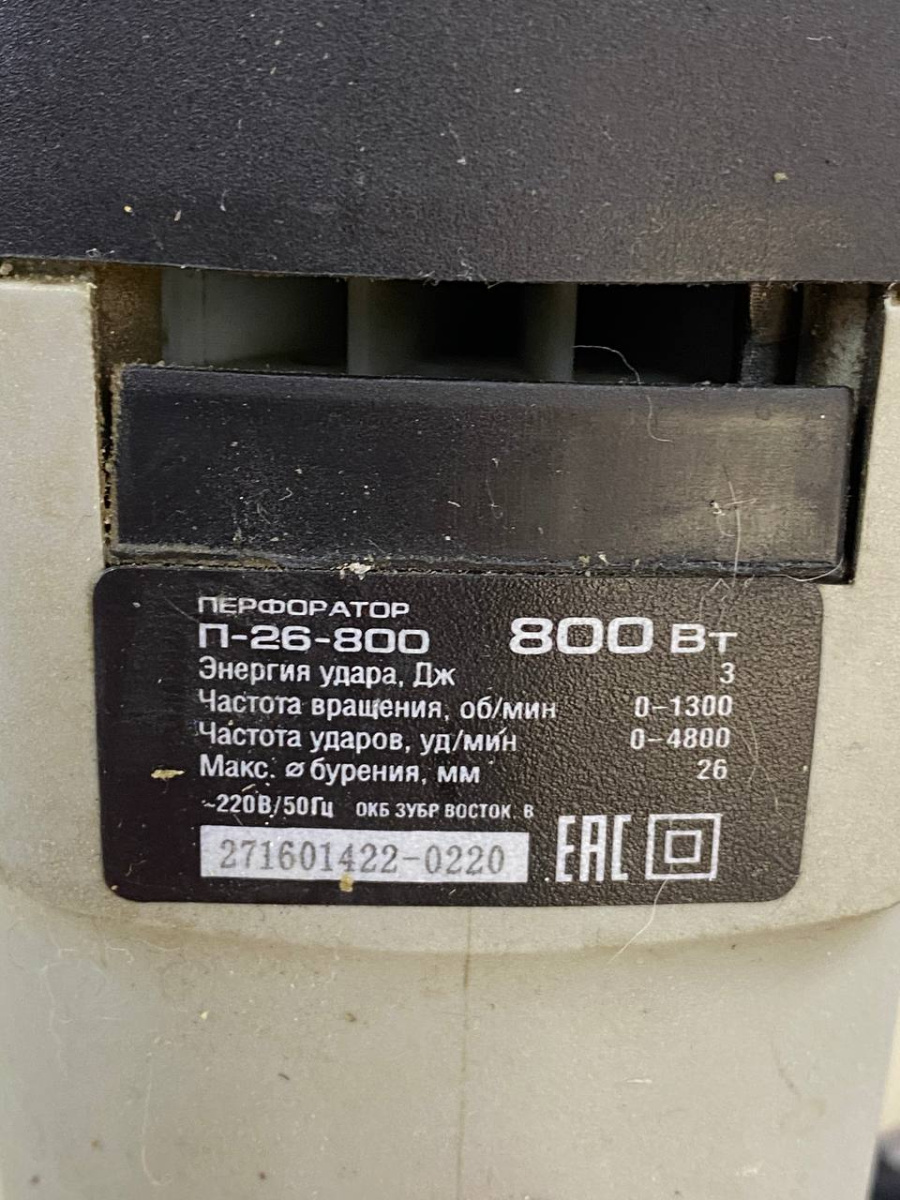 ПЕРФОРАТОР
П-26-800 800 Вт
Энергия удара, Дж 3
Частота вращения, об/мин 0-1300
Частота ударов, уд/мин 0-4800
Макс. ⌀ бурения, мм 26
~220В/50Гц ОКБ ЗУБР ВОСТОК В
271601422-0220 ЕАС